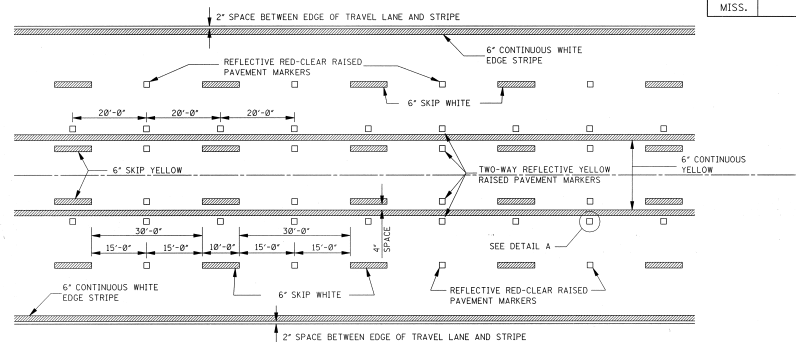 MISS.
2" SPACE BETWEEN EDGE OF TRAVEL LANE AND STRIPE
6" CONTINUOUS WHITE
EDGE STRIPE
REFLECTIVE RED-CLEAR RAISED
PAVEMENT MARKERS
6" SKIP WHITE
20'-0" 20'-0" 20'-0"
6" SKIP YELLOW
TWO-WAY REFLECTIVE YELLOW
RAISED PAVEMENT MARKERS
6" CONTINUOUS
YELLOW
30'-0" 30'-0"
15'-0" 15'-0" 10'-0" 15'-0" 15'-0"
4"
SPACE
SEE DETAIL A
6" CONTINUOUS WHITE
EDGE STRIPE
6" SKIP WHITE
REFLECTIVE RED-CLEAR RAISED
PAVEMENT MARKERS
2" SPACE BETWEEN EDGE OF TRAVEL LANE AND STRIPE